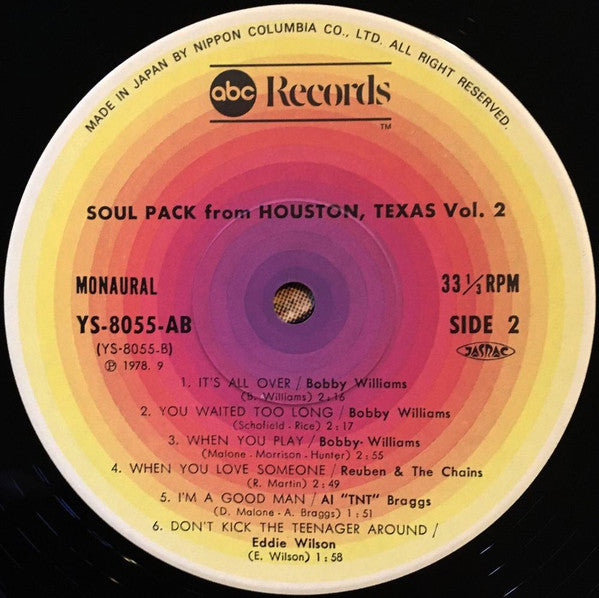 MADE IN JAPAN BY NIPPON COLUMBIA CO., LTD. ALL RIGHT RESERVED.
abc Records
TM
SOUL PACK from HOUSTON, TEXAS Vol. 2
MONAURAL 33 1/3 RPM
YS-8055-AB SIDE 2
(YS-8055-B) JASRAC
Ⓟ 1978. 9
1. IT'S ALL OVER / Bobby Williams
(B. Williams) 2:16
2. YOU WAITED TOO LONG / Bobby Williams
(Schofield - Rice) 2:17
3. WHEN YOU PLAY / Bobby Williams
(Malone - Morrison - Hunter) 2:55
4. WHEN YOU LOVE SOMEONE / Reuben & The Chains
(R. Martin) 2:49
5. I'M A GOOD MAN / Al "TNT" Braggs
(D. Malone - A. Braggs) 1:51
6. DON'T KICK THE TEENAGER AROUND /
Eddie Wilson
(E. Wilson) 1:58